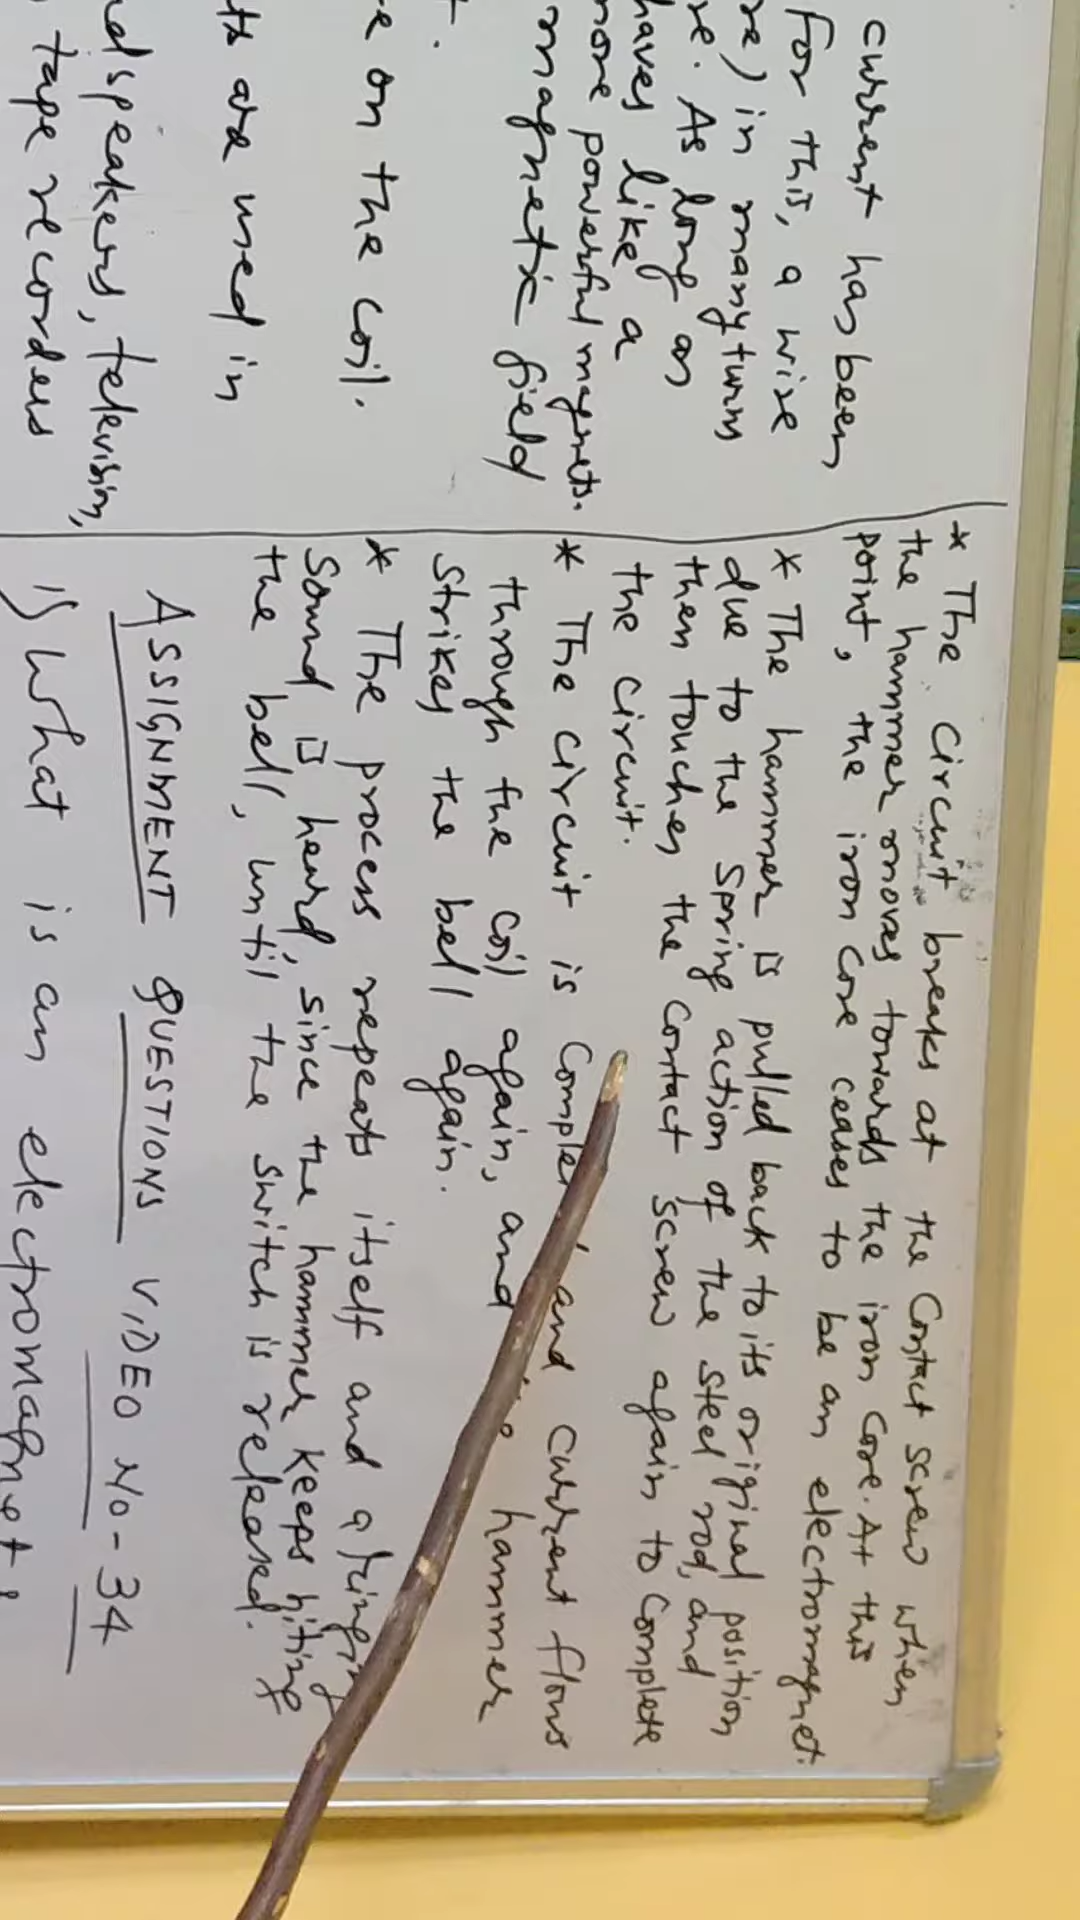 current has been
For this, a wire
re) in many turns
re. As long as
haves like a
more powerful magnets.
magnetic field
t.
e on the coil.
ts are used in
nd speakers, television,
tape recorders
* The circuit breaks at the contact screw when
the hammer moves towards the iron core. At this
point, the iron core ceases to be an electromagnet.
* The hammer is pulled back to its original position
due to the spring action of the steel rod, and
then touches the contact screw again to complete
the circuit.
* The circuit is comple and current flows
through the coil again, and hammer
strikes the bell again.
* The process repeats itself and a ringing
sound is heard, since the hammer keeps hiting
the bell, until the switch is released.
ASSIGNMENT QUESTIONS VIDEO NO-34
1) What is an electromagnet